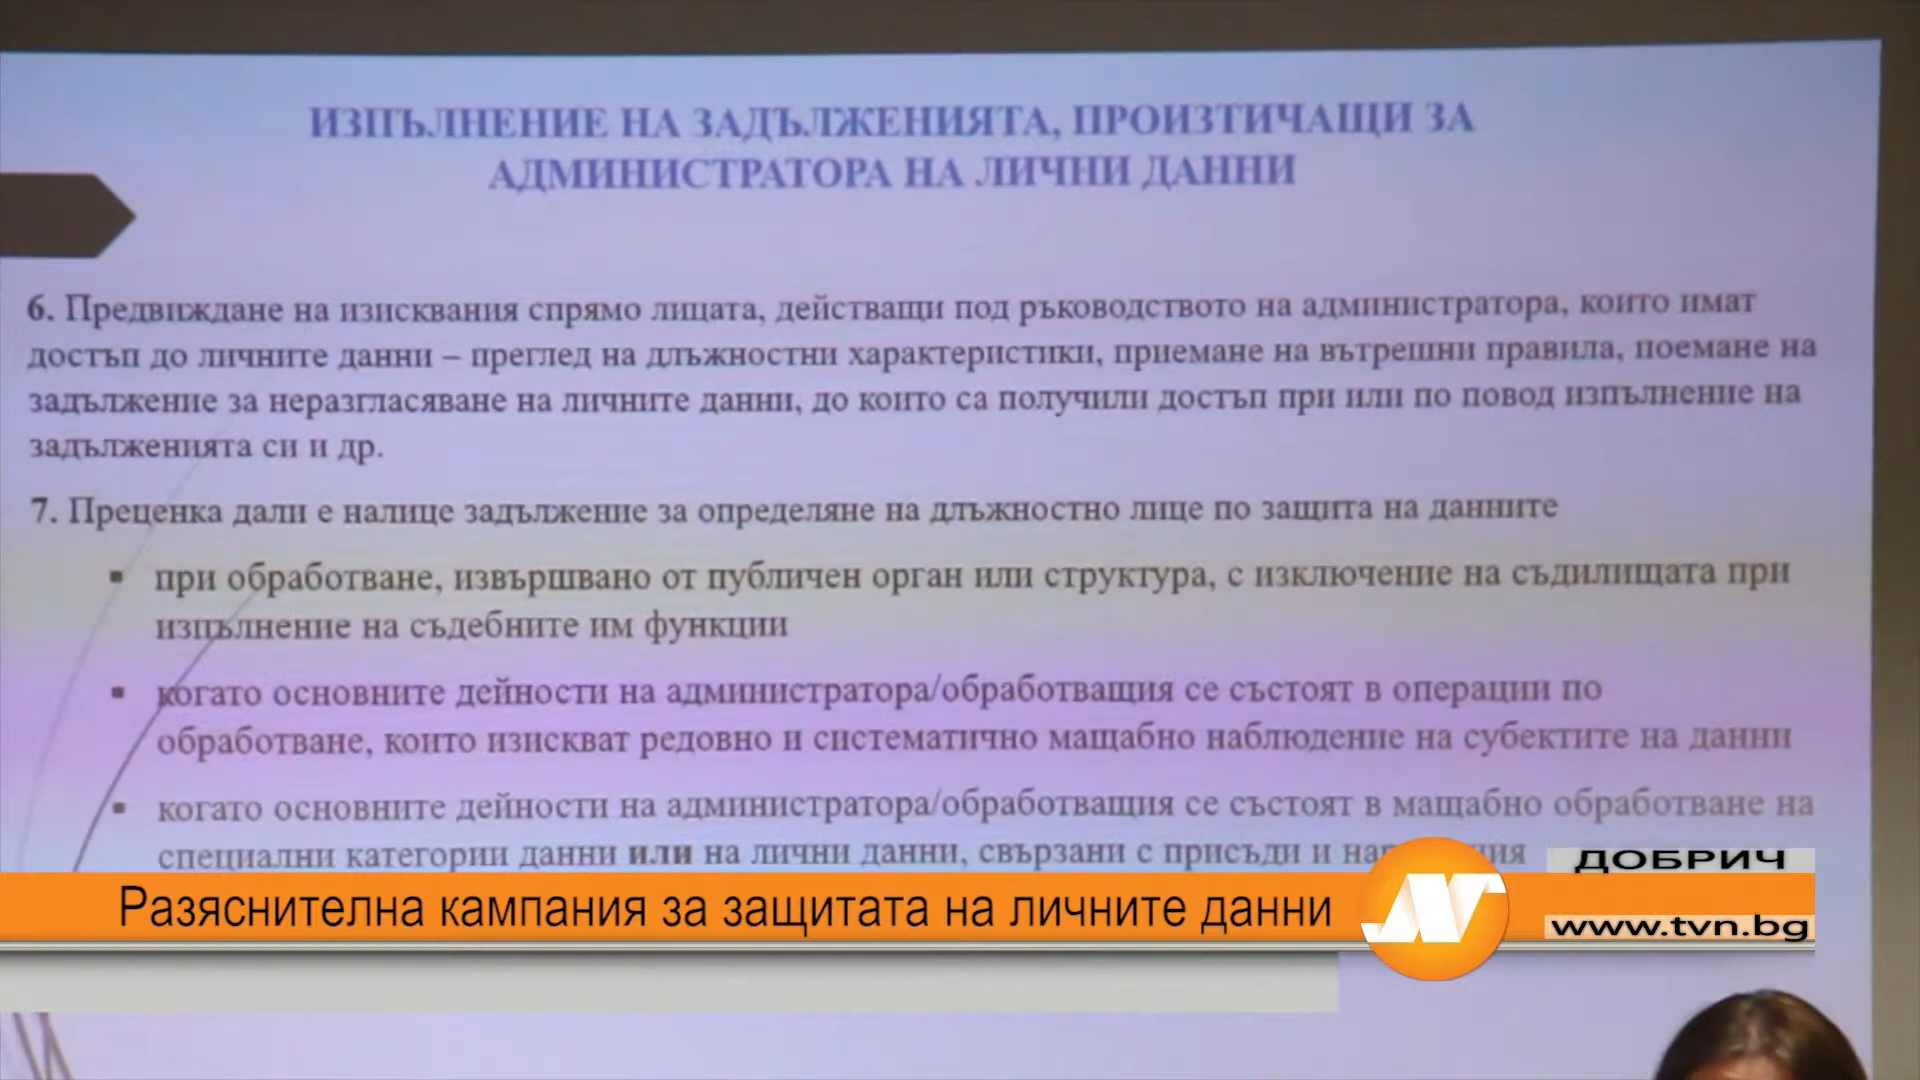 ИЗПЪЛНЕНИЕ НА ЗАДЪЛЖЕНИЯТА, ПРОИЗТИЧАЩИ ЗА
АДМИНИСТРАТОРА НА ЛИЧНИ ДАННИ
6. Предвиждане на изисквания спрямо лицата, действащи под ръководството на администратора, които имат
достъп до личните данни – преглед на длъжностни характеристики, приемане на вътрешни правила, поемане на
задължение за неразгласяване на личните данни, до които са получили достъп при или по повод изпълнение на
задълженията си и др.
7. Преценка дали е налице задължение за определяне на длъжностно лице по защита на данните
▪ при обработване, извършвано от публичен орган или структура, с изключение на съдилищата при
изпълнение на съдебните им функции
▪ когато основните дейности на администратора/обработващия се състоят в операции по
обработване, които изискват редовно и систематично мащабно наблюдение на субектите на данни
▪ когато основните дейности на администратора/обработващия се състоят в мащабно обработване на
специални категории данни или на лични данни, свързани с присъди и
ДОБРИЧ
Разяснителна кампания за защитата на личните данни
www.tvn.bg